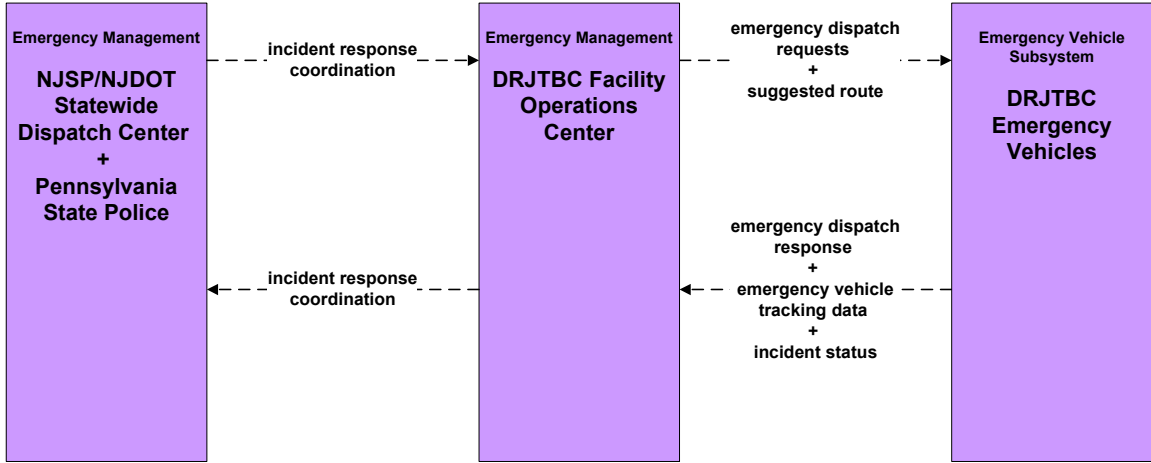 Emergency Management
NJSP/NJDOT
Statewide
Dispatch Center
+
Pennsylvania
State Police
incident response
coordination
incident response
coordination
Emergency Management
DRJTBC Facility
Operations
Center
emergency dispatch
requests
+
suggested route
emergency dispatch
response
+
emergency vehicle
tracking data
+
incident status
Emergency Vehicle
Subsystem
DRJTBC
Emergency
Vehicles